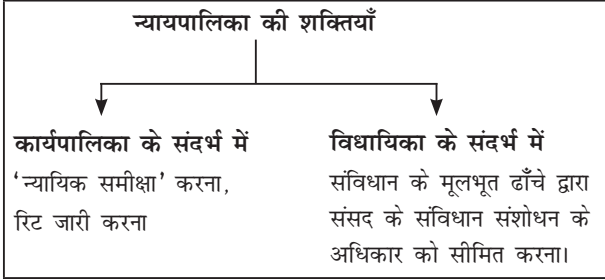 न्यायपालिका की शक्तियाँ
कार्यपालिका के संदर्भ में
'न्यायिक समीक्षा' करना,
रिट जारी करना
विधायिका के संदर्भ में
संविधान के मूलभूत ढाँचे द्वारा
संसद के संविधान संशोधन के
अधिकार को सीमित करना।